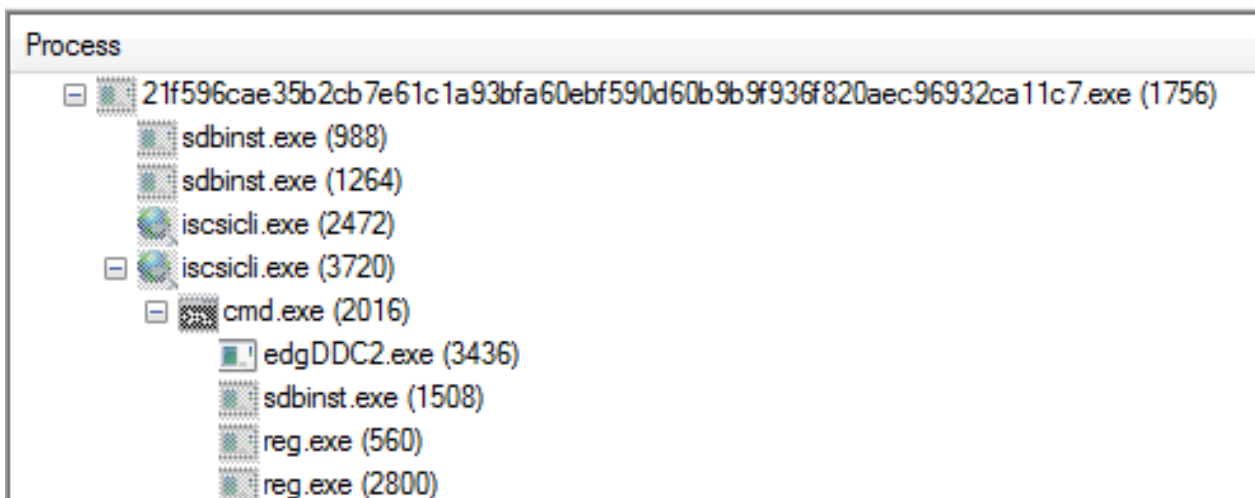 Process
21f596cae35b2cb7e61c1a93bfa60ebf590d60b9b9f936f820aec96932ca11c7.exe (1756)
sdbinst.exe (988)
sdbinst.exe (1264)
iscsicli.exe (2472)
iscsicli.exe (3720)
cmd.exe (2016)
edgDDC2.exe (3436)
sdbinst.exe (1508)
reg.exe (560)
reg.exe (2800)